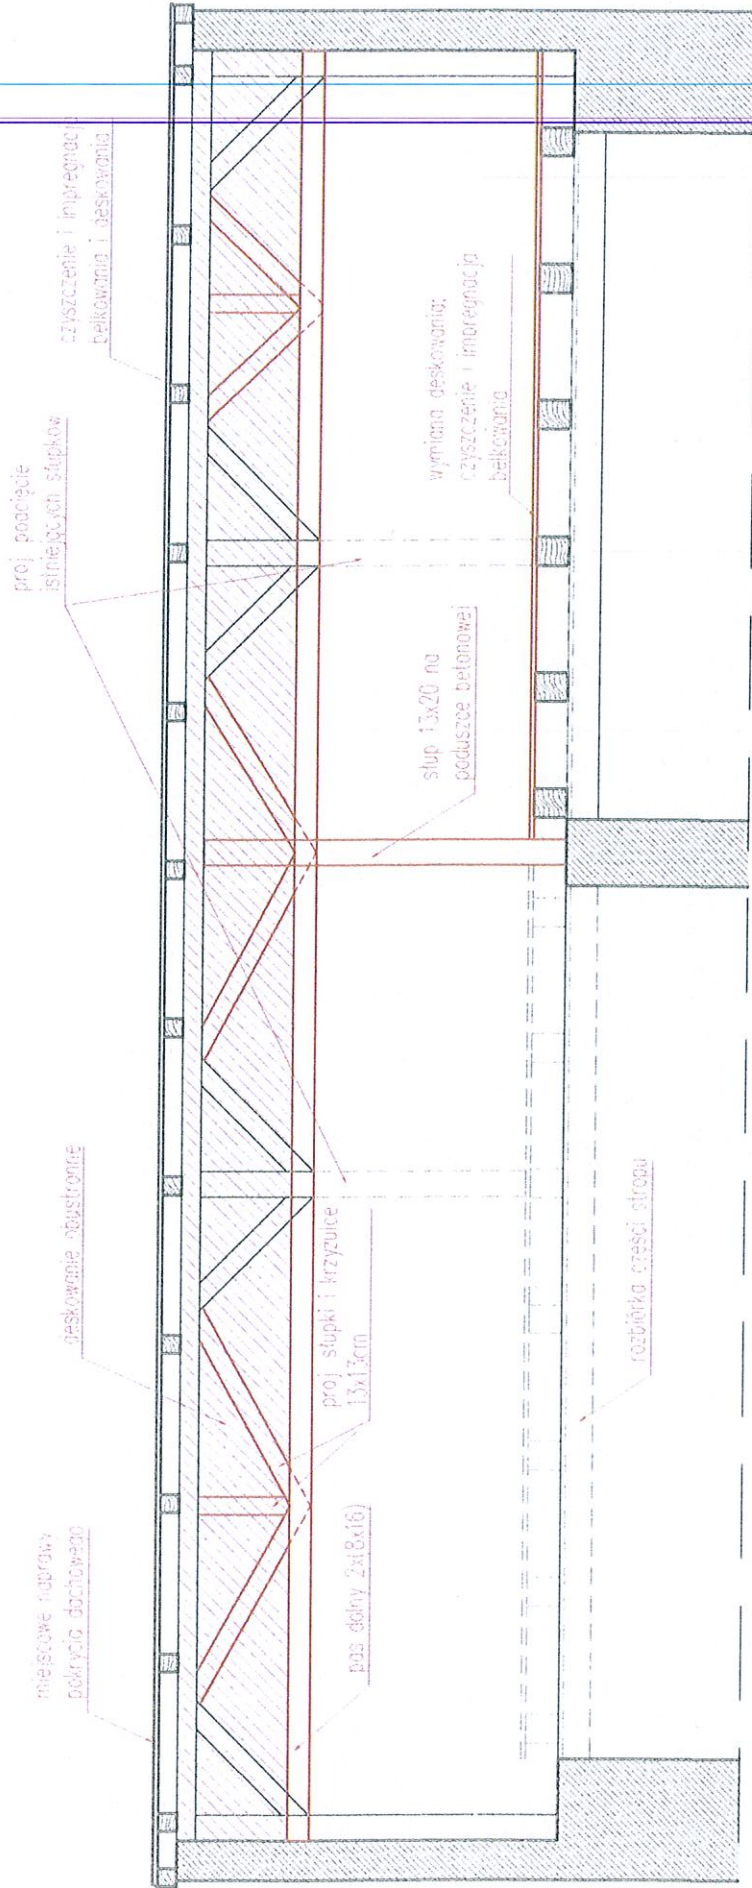 miejscowe naprawy
pokrycia dachowego
deskowanie obustronne
proj podcięcie
istniejących słupków
czyszczenie i impregnacja
belkowania i deskowania
pas dolny 2x(8x16)
proj słupki i krzyżulce
13x13cm
słup 13x20 na
poduszce betonowej
wymiana deskowania;
czyszczenie i impregnacja
belkowania
rozbiórka części stropu